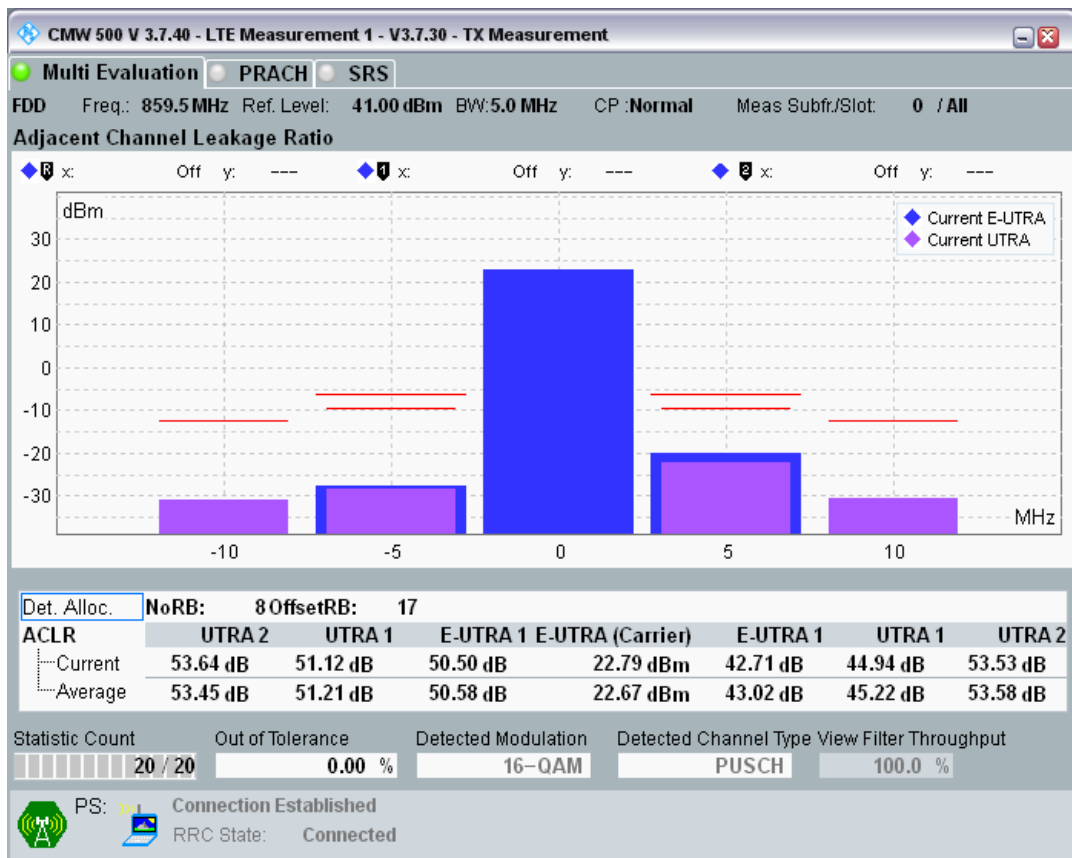 CMW 500 V 3.7.40 - LTE Measurement 1 - V3.7.30 - TX Measurement
Multi Evaluation PRACH SRS
FDD Freq.: 859.5 MHz Ref. Level: 41.00 dBm BW:5.0 MHz CP :Normal Meas Subfr./Slot: 0 / All
Adjacent Channel Leakage Ratio
R x: Off y: --- 1 x: Off y: --- 2 x: Off y: ---
dBm
Current E-UTRA
Current UTRA
30
20
10
0
-10
-20
-30
MHz
-10 -5 0 5 10
Det. Alloc. NoRB: 8 OffsetRB: 17
ACLR UTRA 2 UTRA 1 E-UTRA 1 E-UTRA (Carrier) E-UTRA 1 UTRA 1 UTRA 2
Current 53.64 dB 51.12 dB 50.50 dB 22.79 dBm 42.71 dB 44.94 dB 53.53 dB
Average 53.45 dB 51.21 dB 50.58 dB 22.67 dBm 43.02 dB 45.22 dB 53.58 dB
Statistic Count Out of Tolerance Detected Modulation Detected Channel Type View Filter Throughput
20 / 20 0.00 % 16-QAM PUSCH 100.0 %
PS: Connection Established
RRC State: Connected